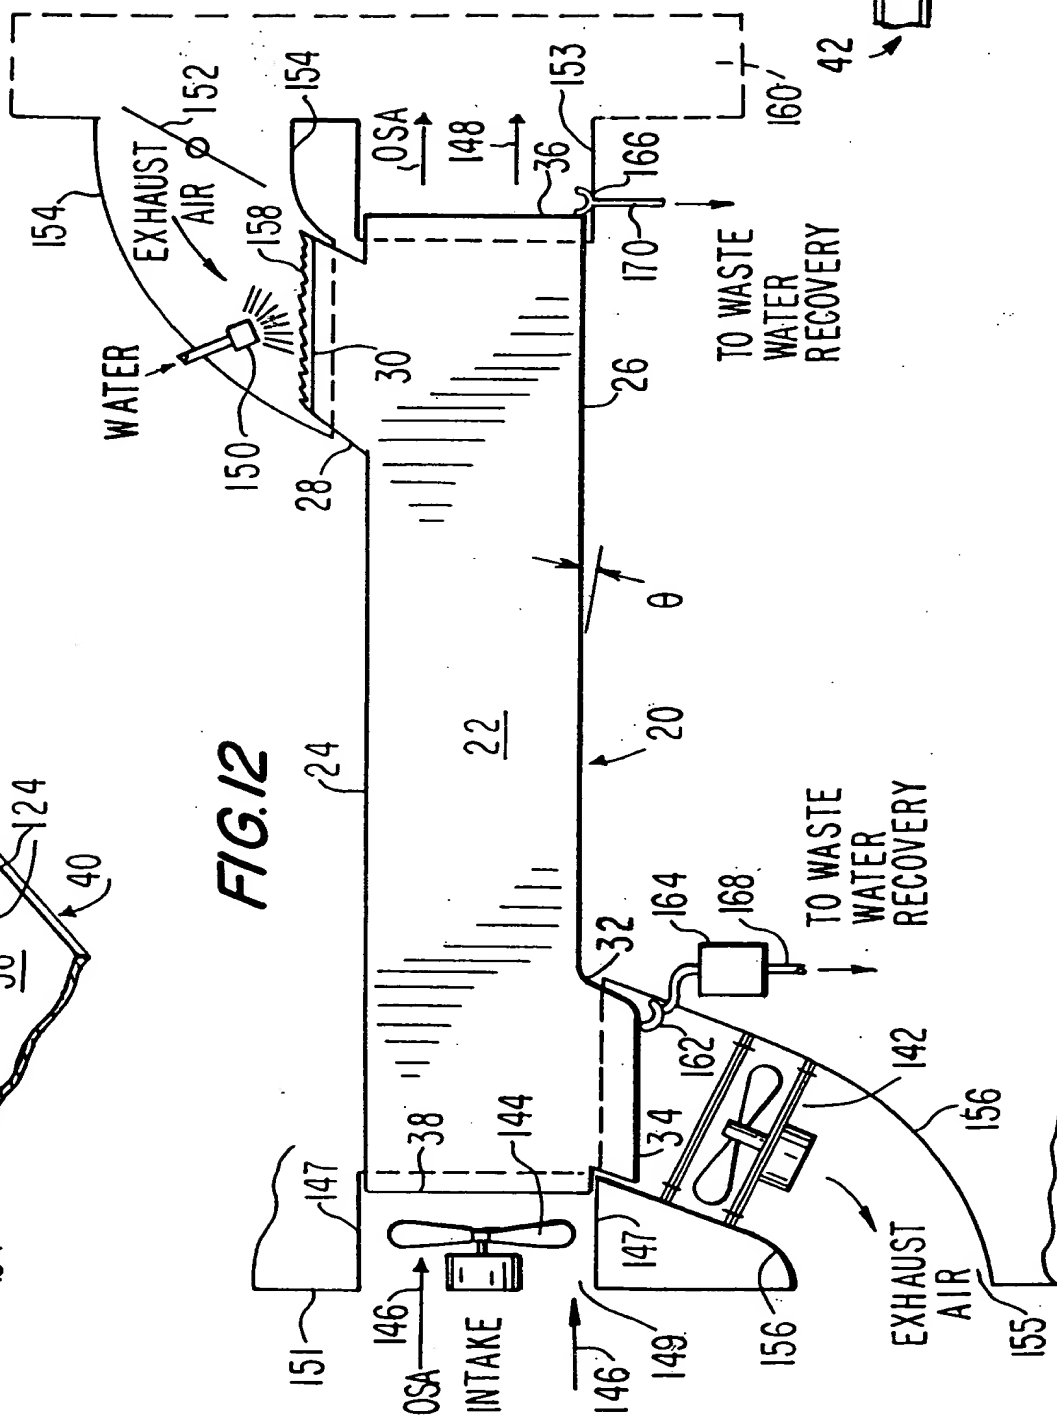 42
160
152
154
EXHAUST
AIR
154
158
OSA
148
36
153
166
170
TO WASTE
WATER
RECOVERY
WATER
150
28
30
26
FIG.12
24
22
20
θ
124
40
32
164
168
TO WASTE
WATER
RECOVERY
162
142
34
156
38
144
147
147
151
146
OSA
INTAKE
146
149
156
EXHAUST
AIR
155